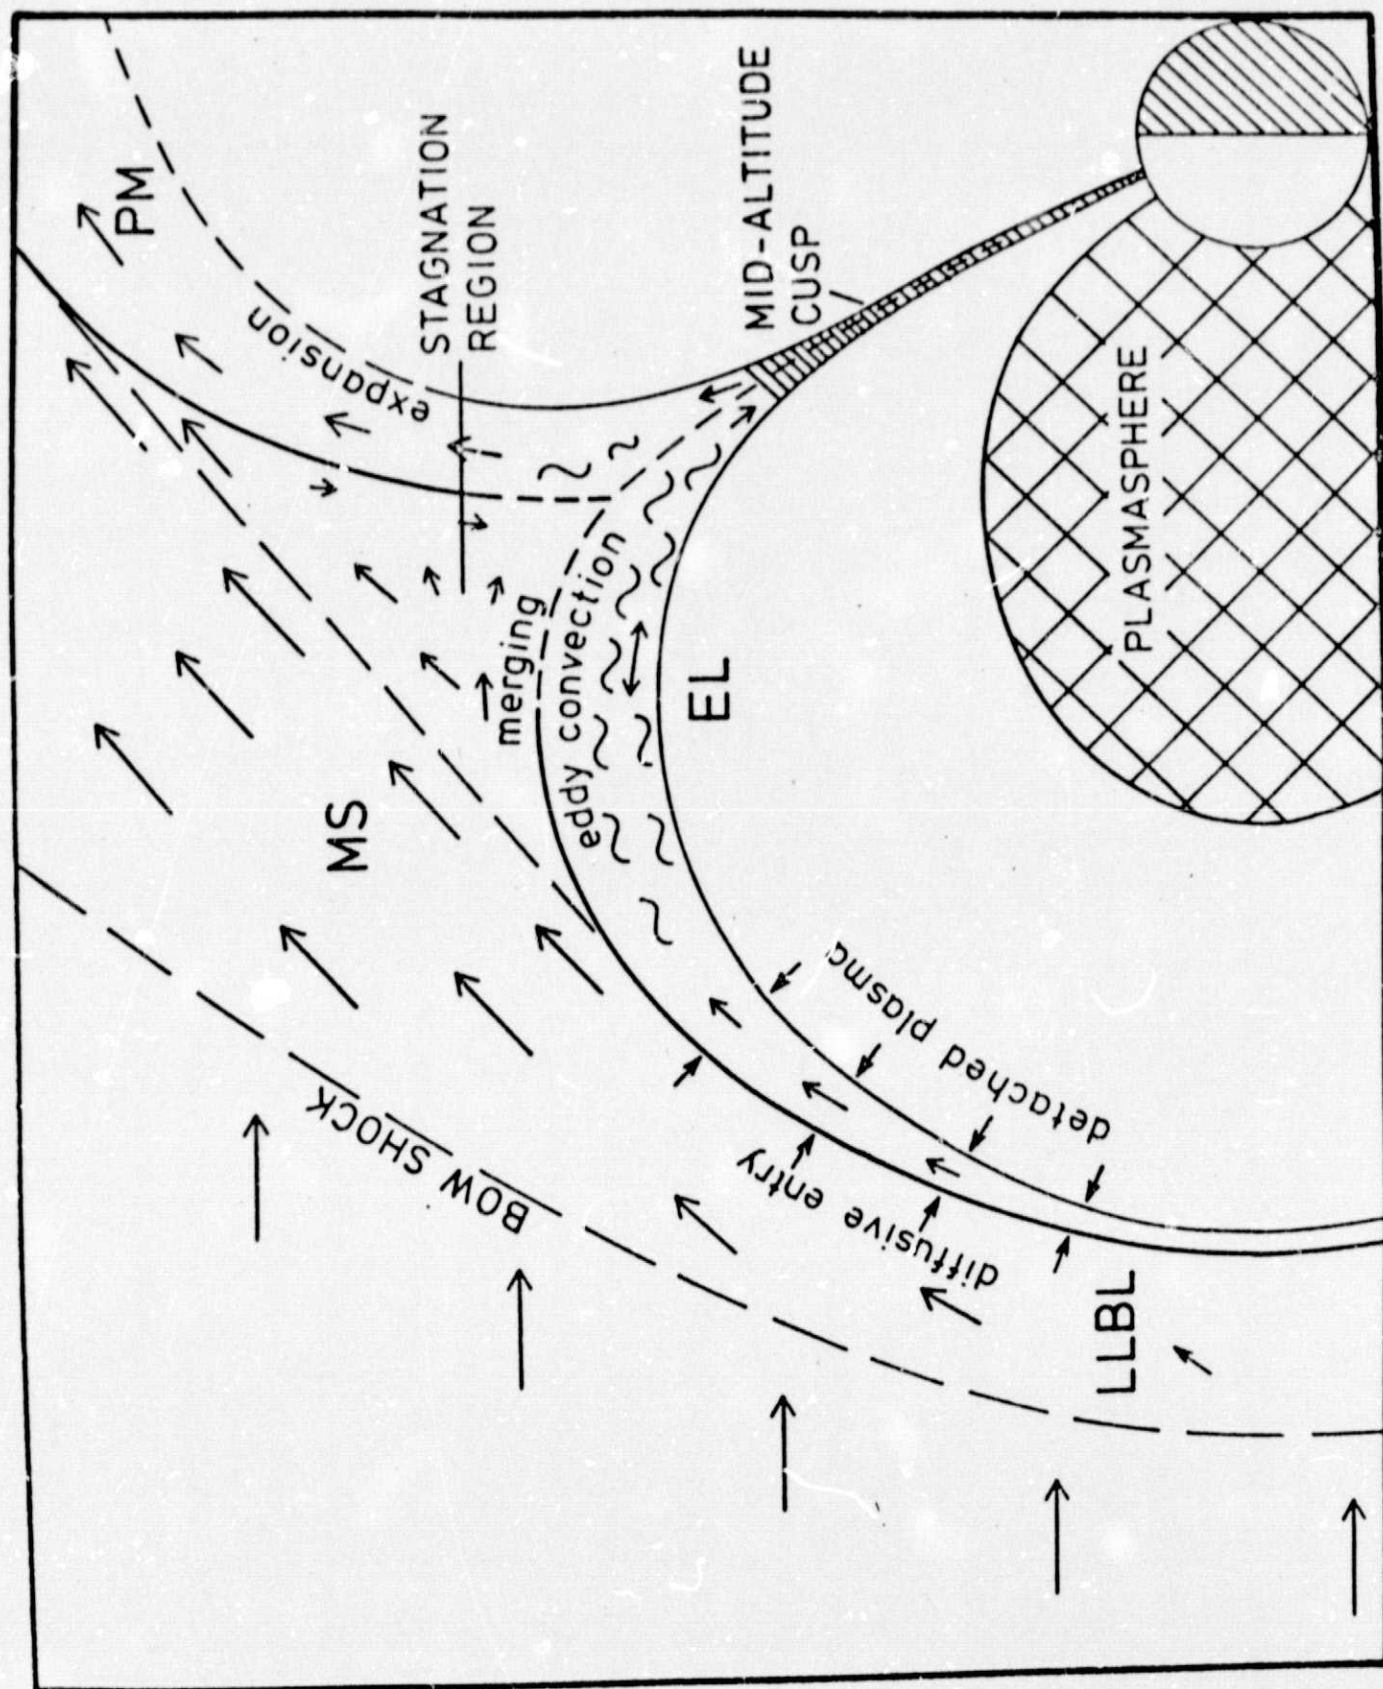 PM
expansion
STAGNATION
REGION
MID-ALTITUDE
CUSP
PLASMASPHERE
MS
merging
eddy convection
EL
BOW SHOCK
detached plasma
diffusive entry
LLBL